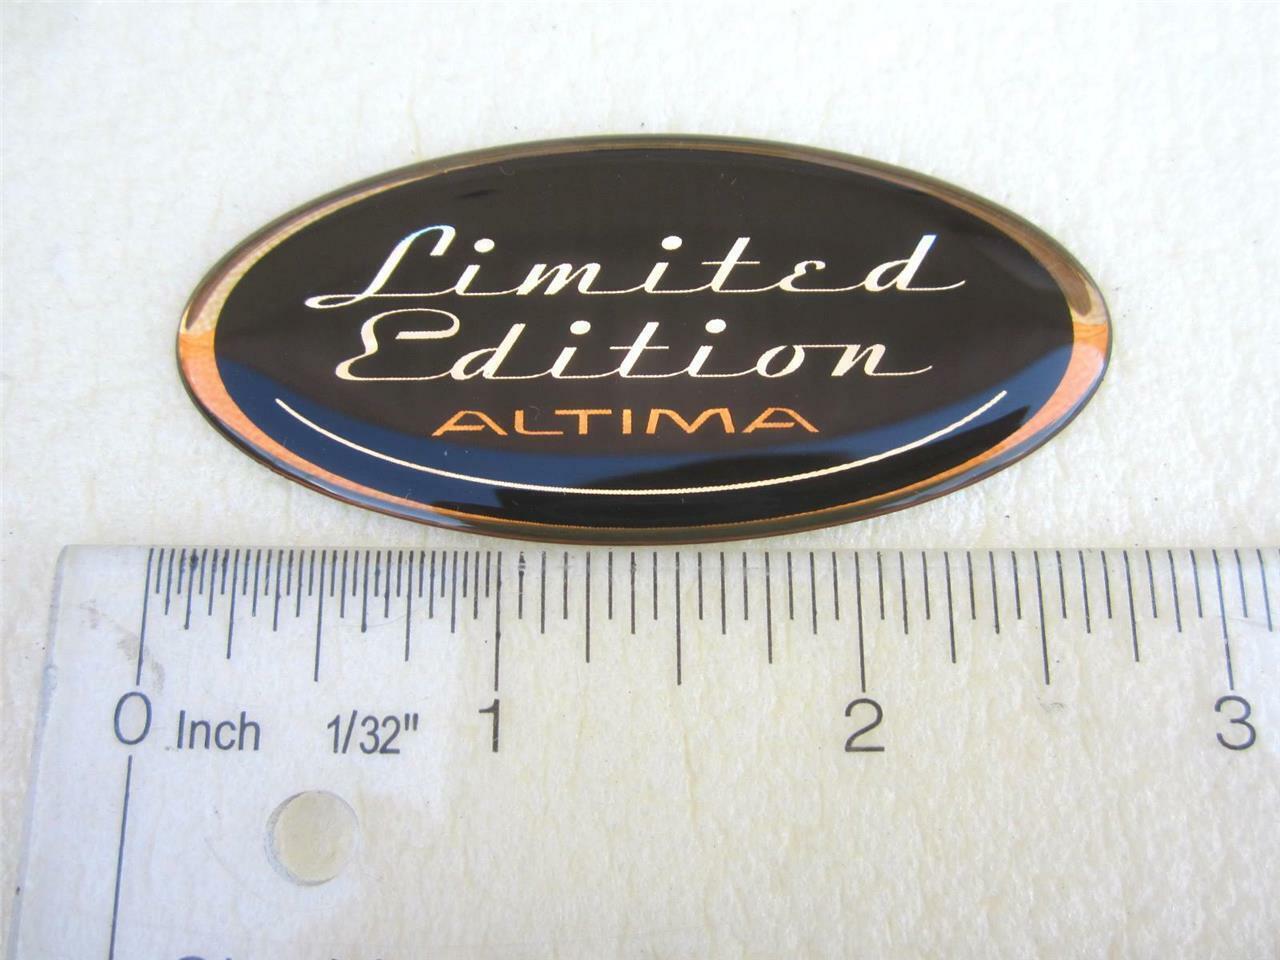 Limited
Edition
ALTIMA
0 Inch 1/32" 1 2 3